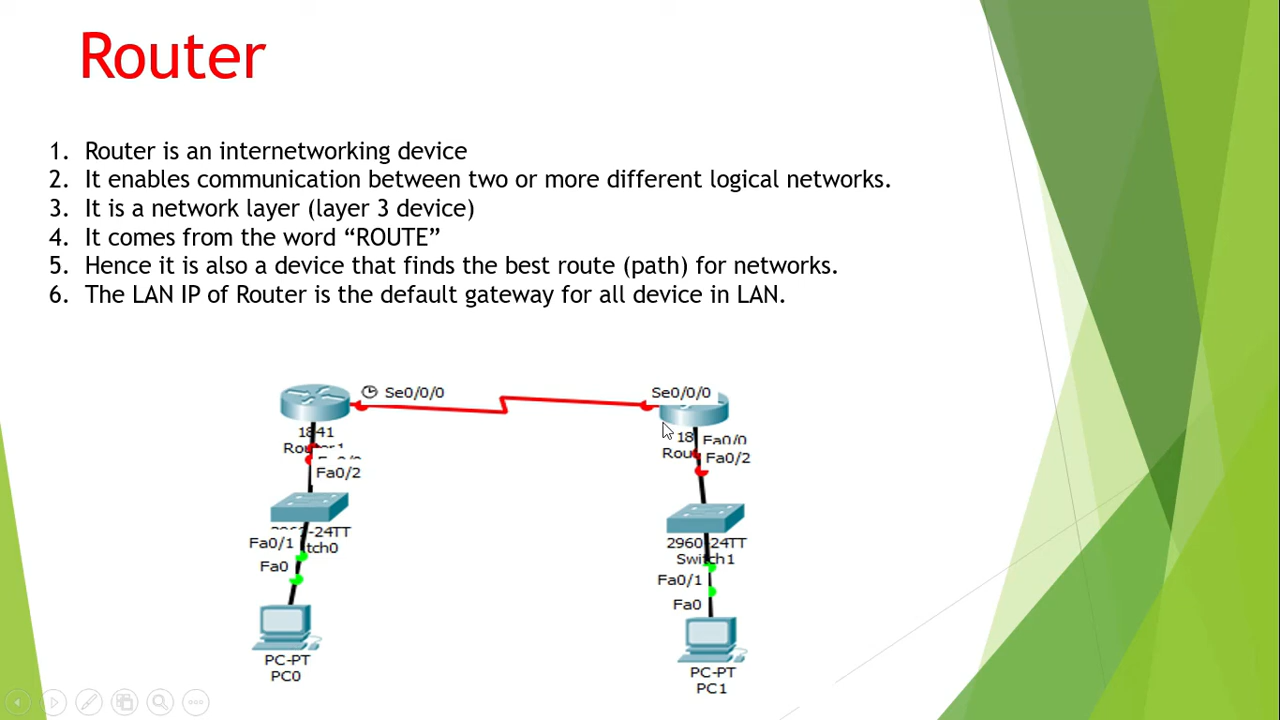 Router
1. Router is an internetworking device
2. It enables communication between two or more different logical networks.
3. It is a network layer (layer 3 device)
4. It comes from the word “ROUTE”
5. Hence it is also a device that finds the best route (path) for networks.
6. The LAN IP of Router is the default gateway for all device in LAN.
Se0/0/0
Se0/0/0
1841
18
Fa0/0
Fa0/2
Fa0/2
2960-24TT
Switch1
Fa0/1
Fa0
Fa0/1
Fa0
PC-PT
PC0
PC-PT
PC1